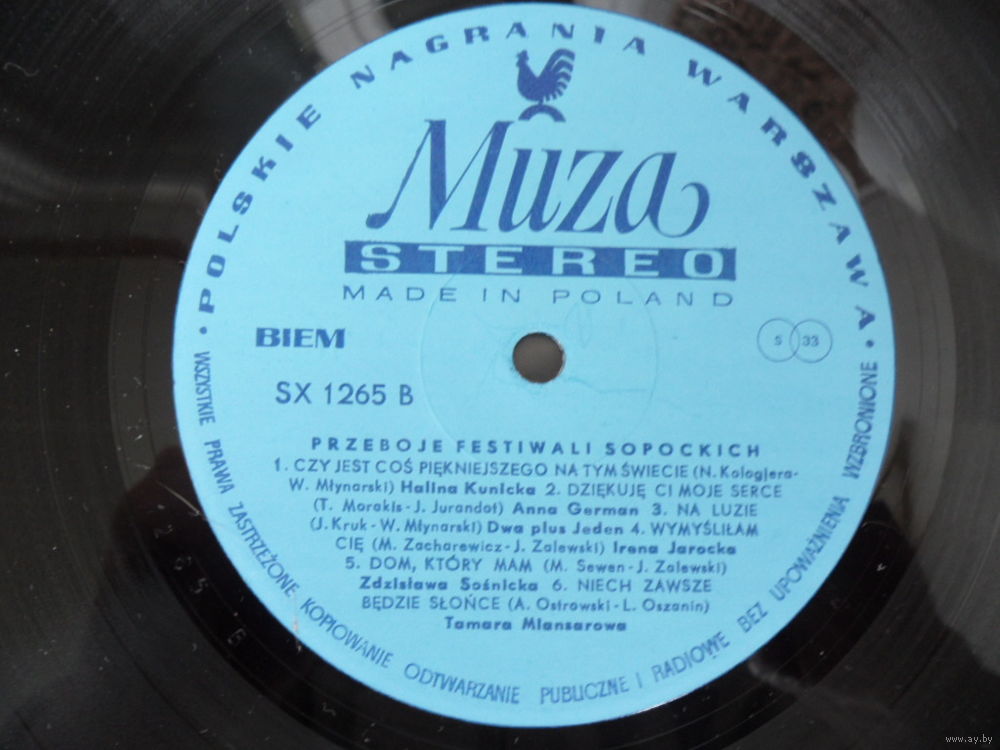 POLSKIE NAGRANIA WARSZAWA
Muza
STEREO
MADE IN POLAND
BIEM
S 33
SX 1265 B
PRZEBOJE FESTIWALI SOPOCKICH
1. CZY JEST COŚ PIĘKNIEJSZEGO NA TYM ŚWIECIE (N. Kologjera-
W. Młynarski) Halina Kunicka 2. DZIĘKUJĘ CI MOJE SERCE
(T. Morakis - J. Jurandot) Anna German 3. NA LUZIE
(J. Kruk - W. Młynarski) Dwa plus Jeden 4. WYMYŚLIŁAM
CIĘ (M. Zacharewicz - J. Zalewski) Irena Jarocka
5. DOM, KTÓRY MAM (M. Sewen - J. Zalewski)
Zdzisława Sośnicka 6. NIECH ZAWSZE
BĘDZIE SŁOŃCE (A. Ostrowski - L. Oszanin)
Tamara Miansarowa
WSZYSTKIE PRAWA ZASTRZEŻONE KOPIOWANIE ODTWARZANIE PUBLICZNE I RADIOWE BEZ UPOWAŻNIENIA WZBRONIONE
www.ay.by